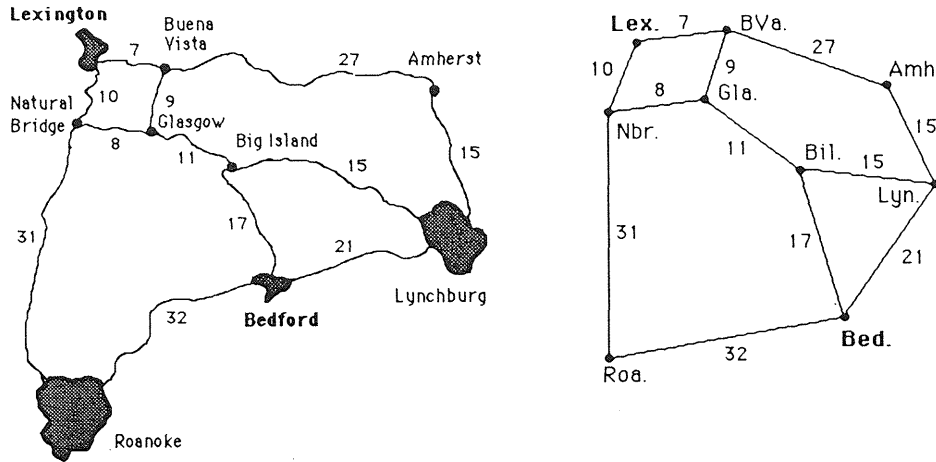 Lexington
Buena
Vista
7
27
Amherst
Natural
Bridge
10
9
Glasgow
8
11
Big Island
15
15
31
17
21
Lynchburg
Bedford
32
Roanoke
Lex.
7
BVa.
27
Amh
10
9
8
Gla.
Nbr.
15
11
Bil.
15
Lyn.
31
17
21
Bed.
32
Roa.